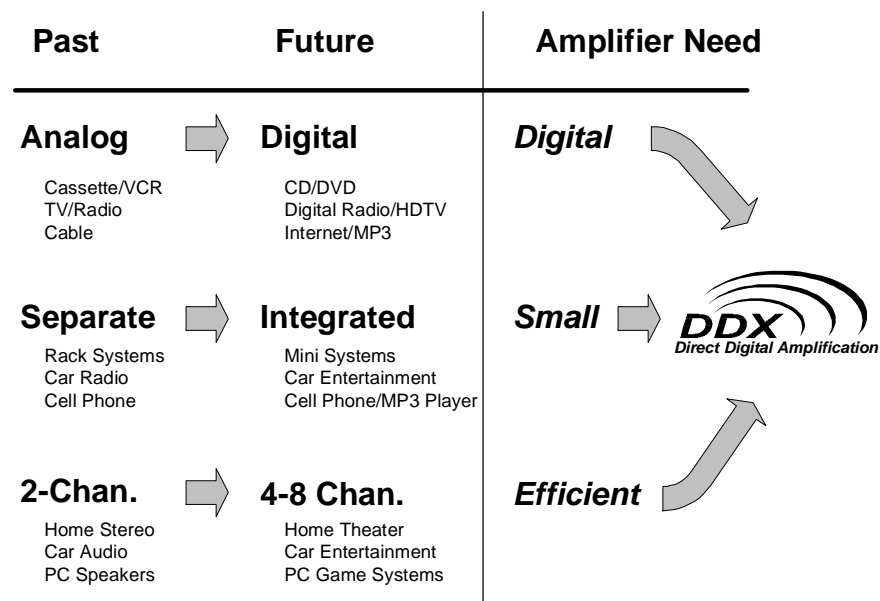 Past Future Amplifier Need
Analog Digital Digital
Cassette/VCR CD/DVD
TV/Radio Digital Radio/HDTV
Cable Internet/MP3
Separate Integrated Small DDX
Direct Digital Amplification
Rack Systems Mini Systems
Car Radio Car Entertainment
Cell Phone Cell Phone/MP3 Player
2-Chan. 4-8 Chan. Efficient
Home Stereo Home Theater
Car Audio Car Entertainment
PC Speakers PC Game Systems